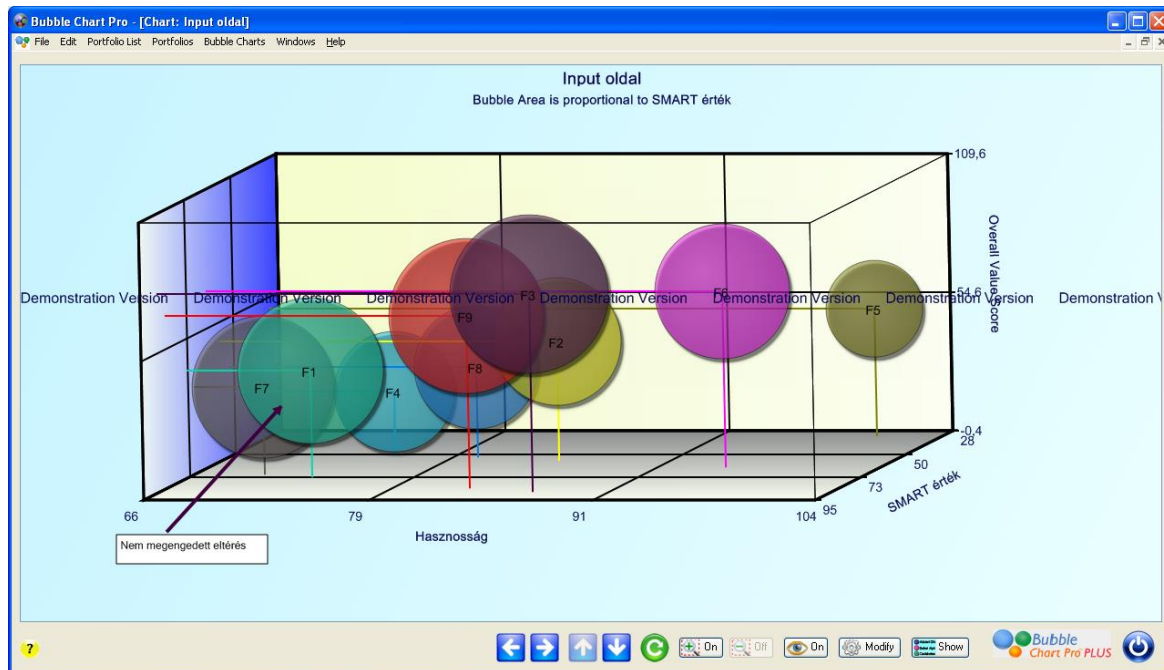 Bubble Chart Pro - [Chart: Input oldal]
File Edit Portfolio List Portfolios Bubble Charts Windows Help
Input oldal
Bubble Area is proportional to SMART érték
109,6
Overall Value Score
54,6
-0,4
Demonstration Version Demonstration Version Demonstration Version Demonstration Version Demonstration Version Demonstration Version Demonstration V
F6
F3
F5
F9
F2
F8
F1
F7
F4
28
50
73
95
SMART érték
66 79 91 104
Hasznosság
Nem megengedett eltérés
? On Off On Modify Show
Bubble
Chart Pro PLUS